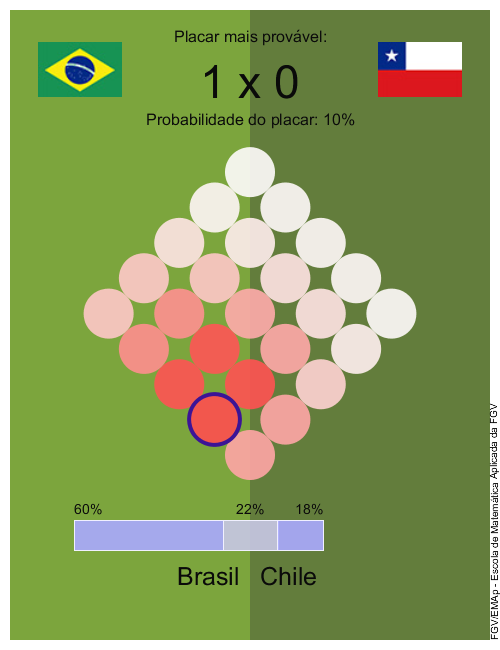 Placar mais provável:
1 x 0
Probabilidade do placar: 10%
60%
22%
18%
Brasil
Chile
FGV/EMAp - Escola de Matemática Aplicada da FGV